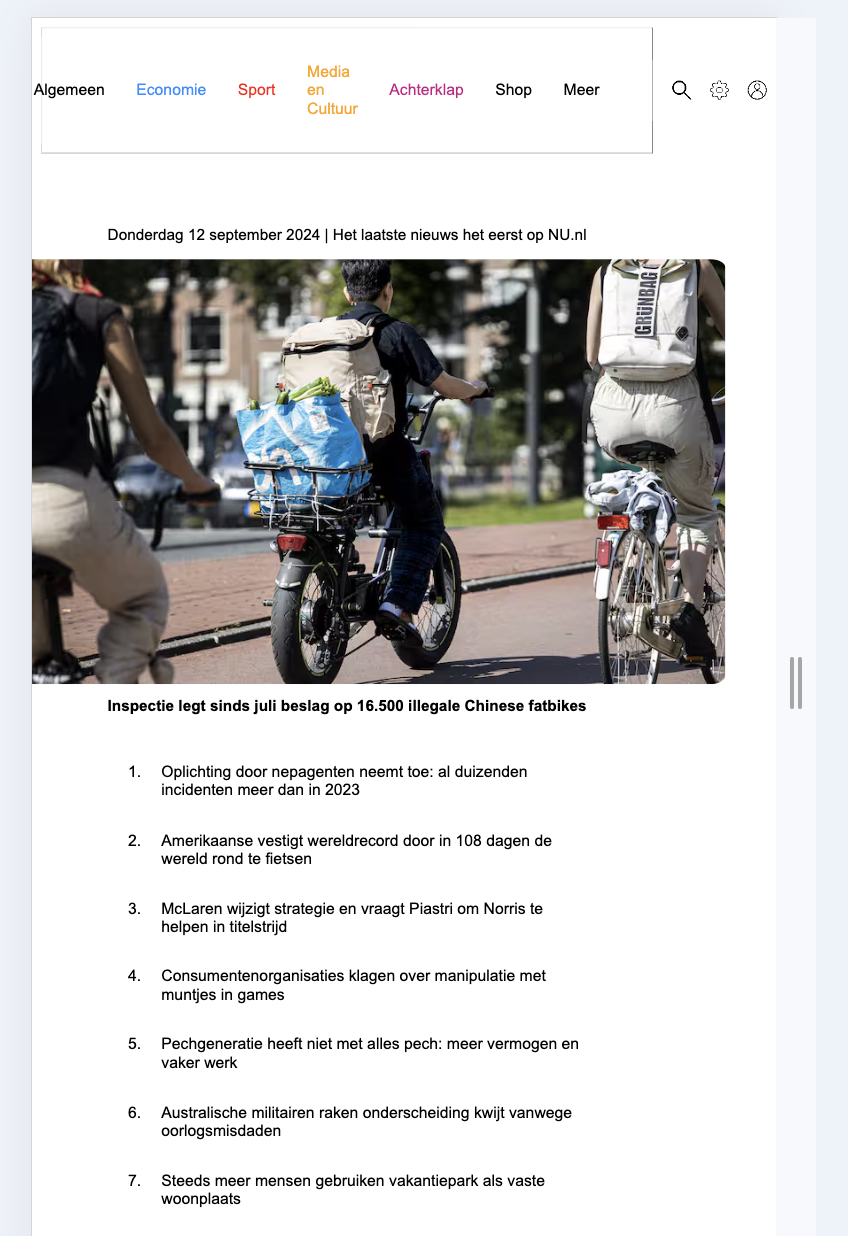 Algemeen Economie Sport Media en Cultuur Achterklap Shop Meer
Donderdag 12 september 2024 | Het laatste nieuws het eerst op NU.nl
GRÜNBAG
Inspectie legt sinds juli beslag op 16.500 illegale Chinese fatbikes
1. Oplichting door nepagenten neemt toe: al duizenden
incidenten meer dan in 2023
2. Amerikaanse vestigt wereldrecord door in 108 dagen de
wereld rond te fietsen
3. McLaren wijzigt strategie en vraagt Piastri om Norris te
helpen in titelstrijd
4. Consumentenorganisaties klagen over manipulatie met
muntjes in games
5. Pechgeneratie heeft niet met alles pech: meer vermogen en
vaker werk
6. Australische militairen raken onderscheiding kwijt vanwege
oorlogsmisdaden
7. Steeds meer mensen gebruiken vakantiepark als vaste
woonplaats